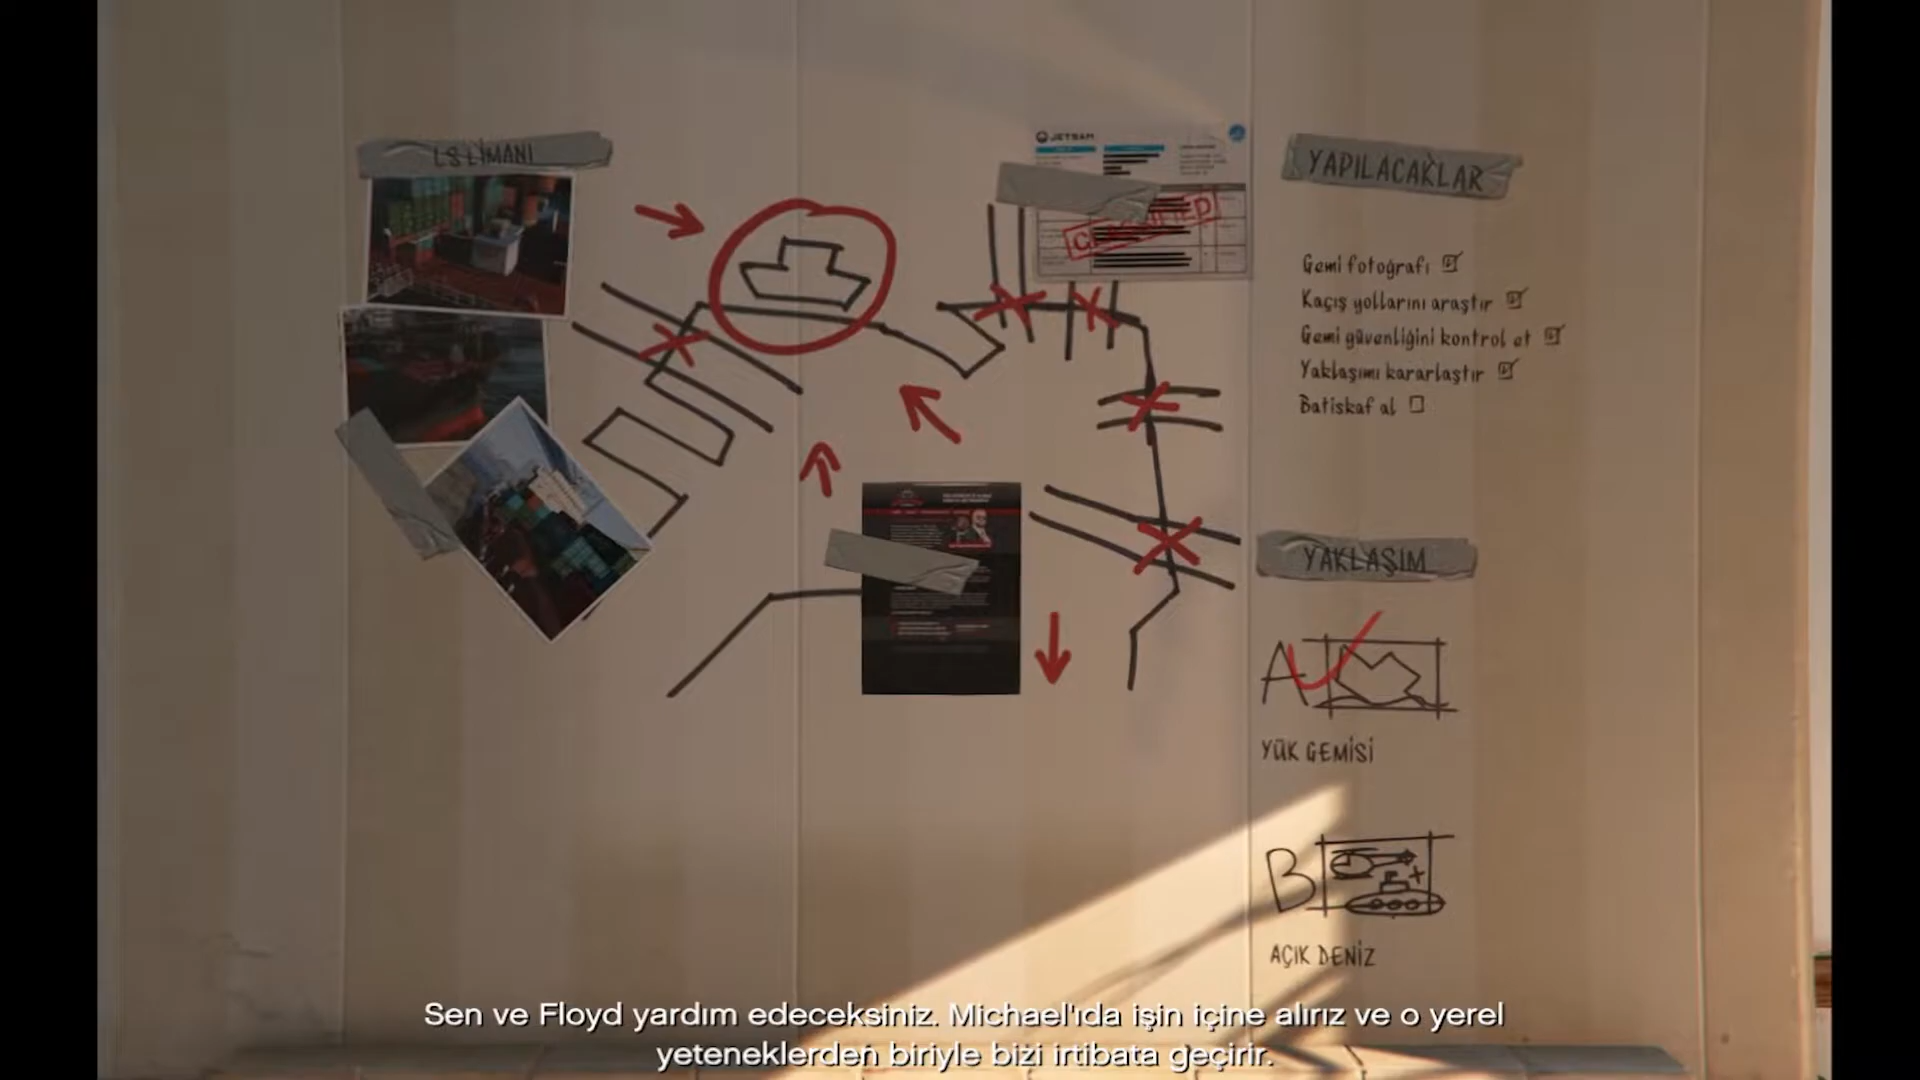 LS LİMANI
JETSAM
YAPILACAKLAR
Gemi fotoğrafı
Kaçış yollarını araştır
Gemi güvenliğini kontrol et
Yaklaşımı kararlaştır
Batiskaf al
YAKLAŞIM
A
YÜK GEMİSİ
B
AÇIK DENİZ
Sen ve Floyd yardım edeceksiniz. Michael'ıda işin içine alırız ve o yerel
yeteneklerden biriyle bizi irtibata geçirir.